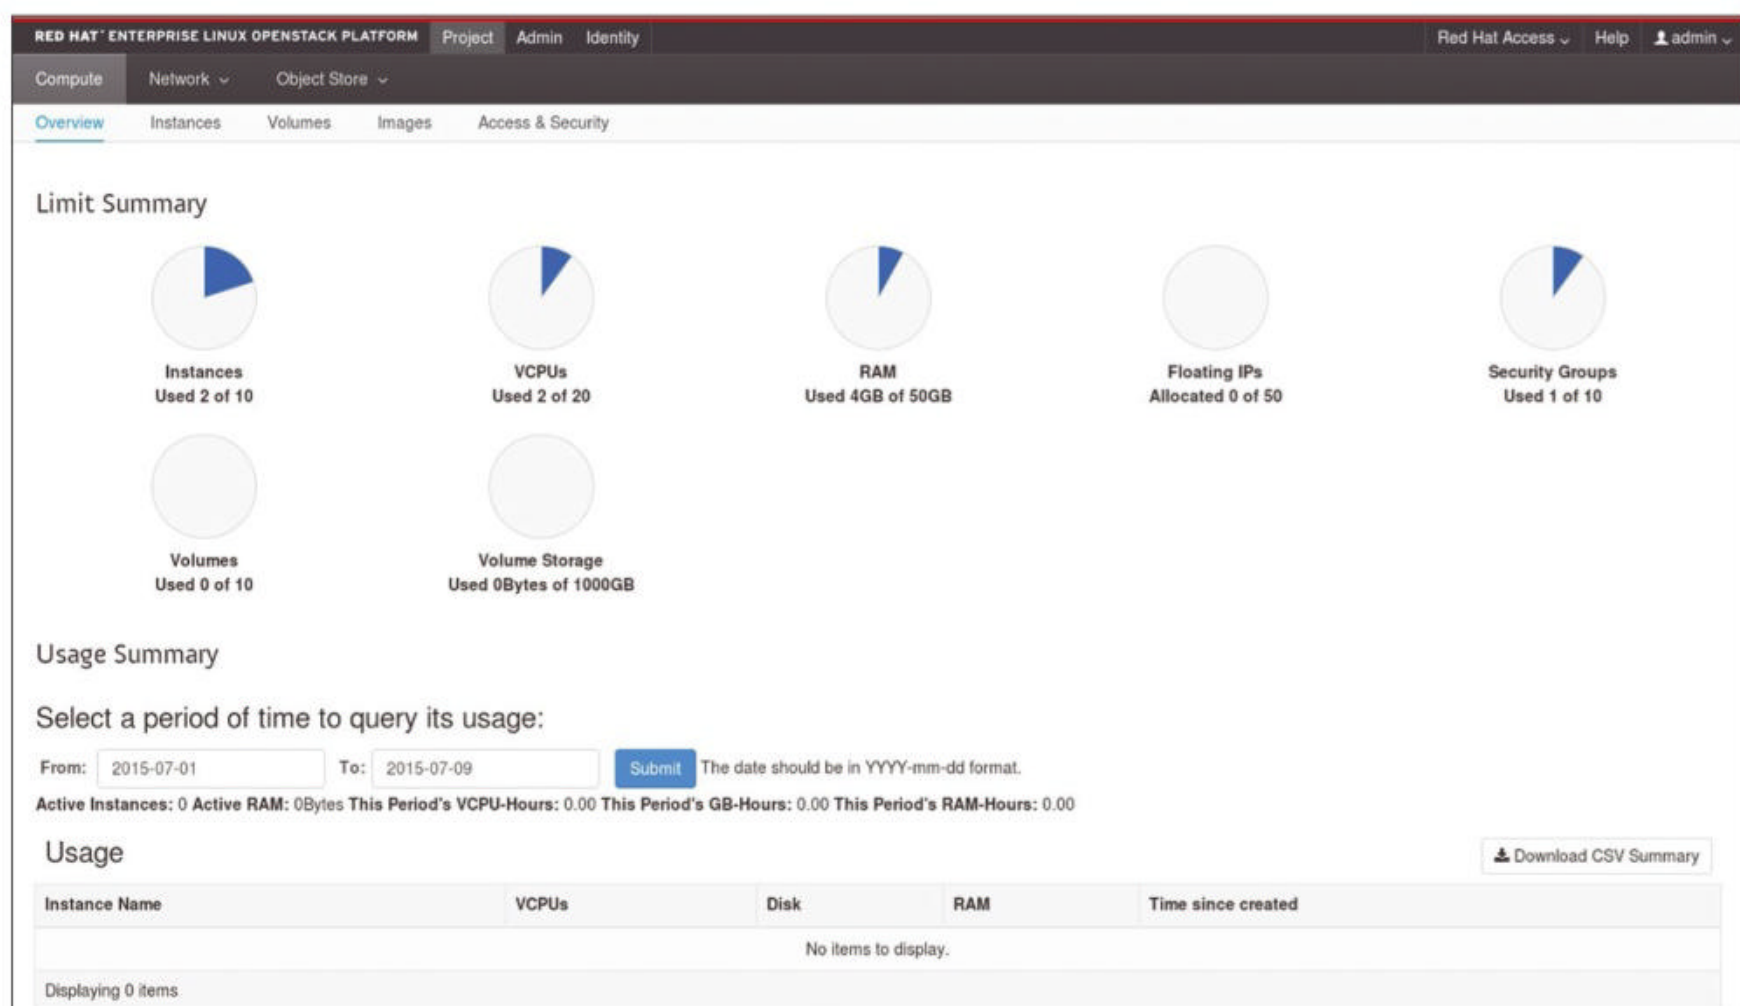 RED HAT® ENTERPRISE LINUX OPENSTACK PLATFORM Project Admin Identity Red Hat Access Help admin
Compute Network Object Store
Overview Instances Volumes Images Access & Security
Limit Summary
Instances
Used 2 of 10
VCPUs
Used 2 of 20
RAM
Used 4GB of 50GB
Floating IPs
Allocated 0 of 50
Security Groups
Used 1 of 10
Volumes
Used 0 of 10
Volume Storage
Used 0Bytes of 1000GB
Usage Summary
Select a period of time to query its usage:
From: 2015-07-01 To: 2015-07-09 Submit The date should be in YYYY-mm-dd format.
Active Instances: 0 Active RAM: 0Bytes This Period's VCPU-Hours: 0.00 This Period's GB-Hours: 0.00 This Period's RAM-Hours: 0.00
Usage Download CSV Summary
Instance Name VCPUs Disk RAM Time since created
No items to display.
Displaying 0 items